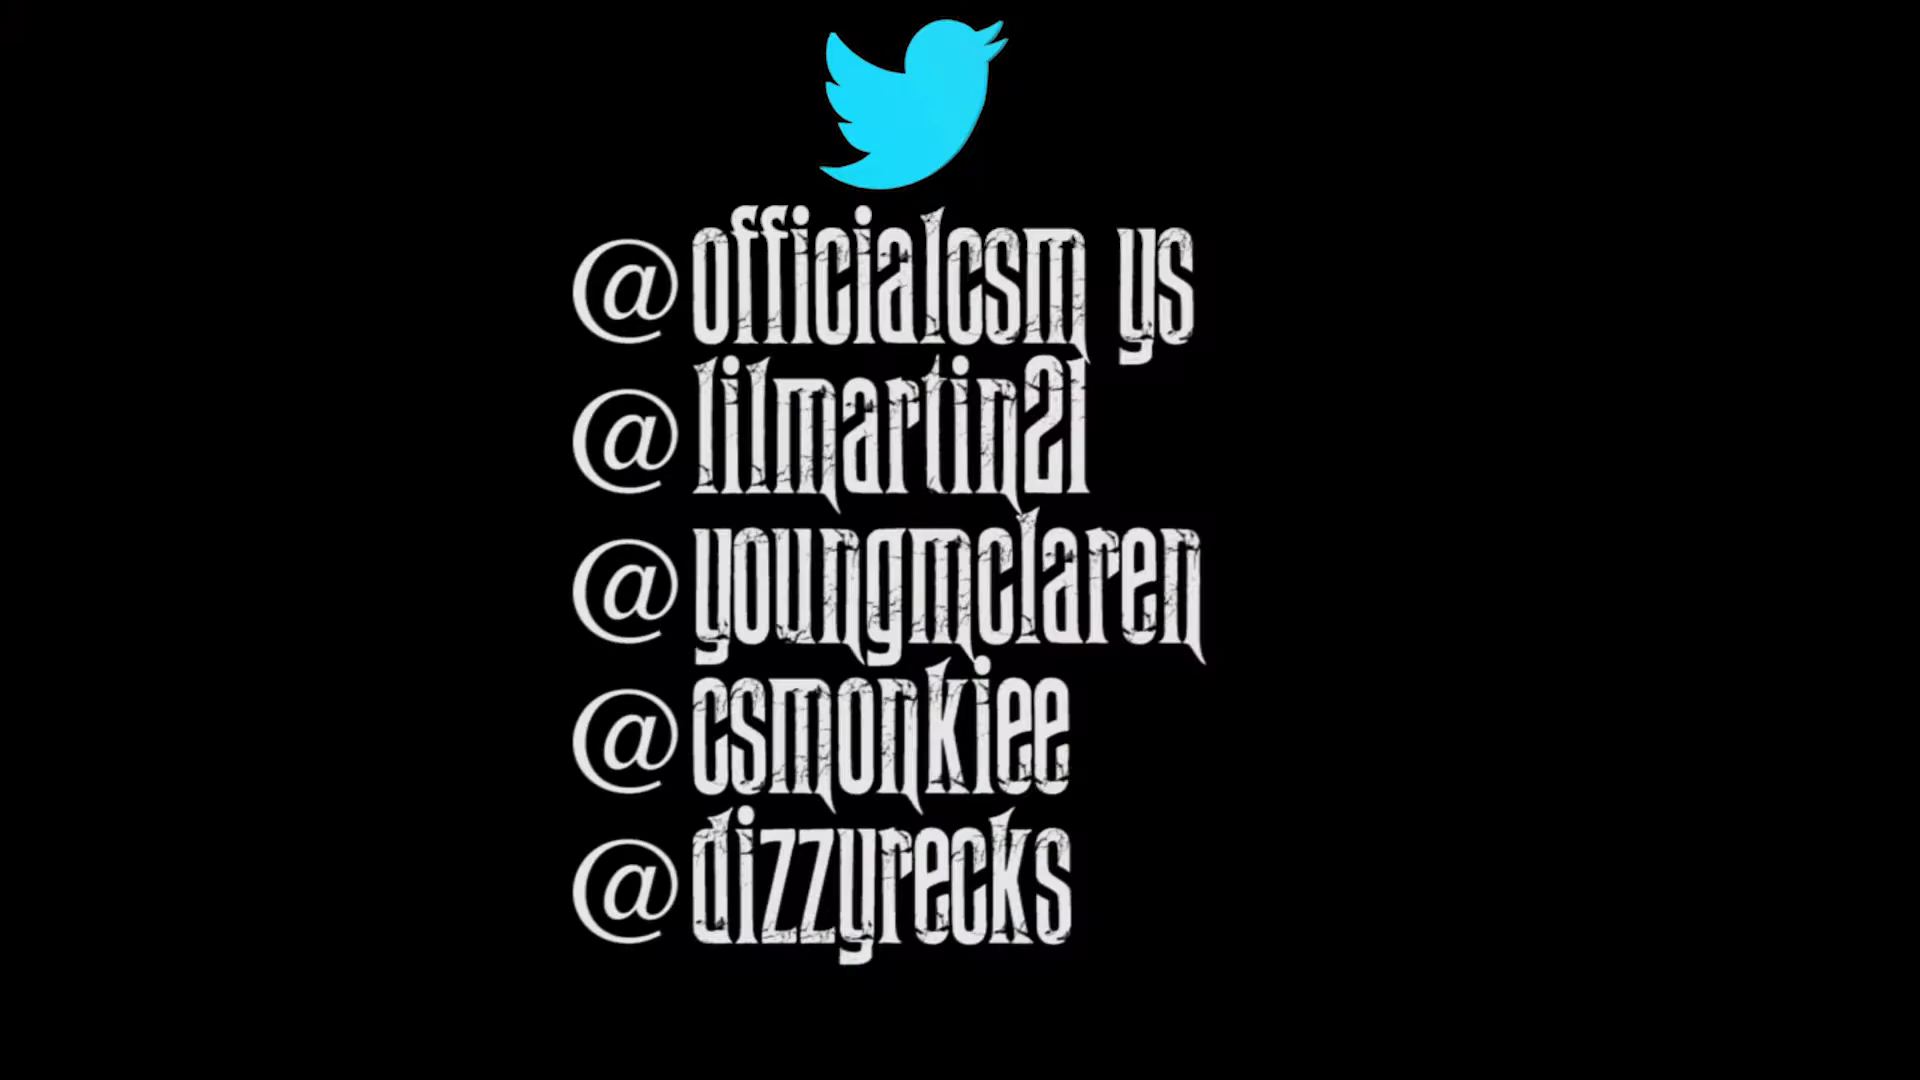 @officialcsm ys
@lilmartin21
@youngmclaren
@csmonkiee
@dizzyrecks